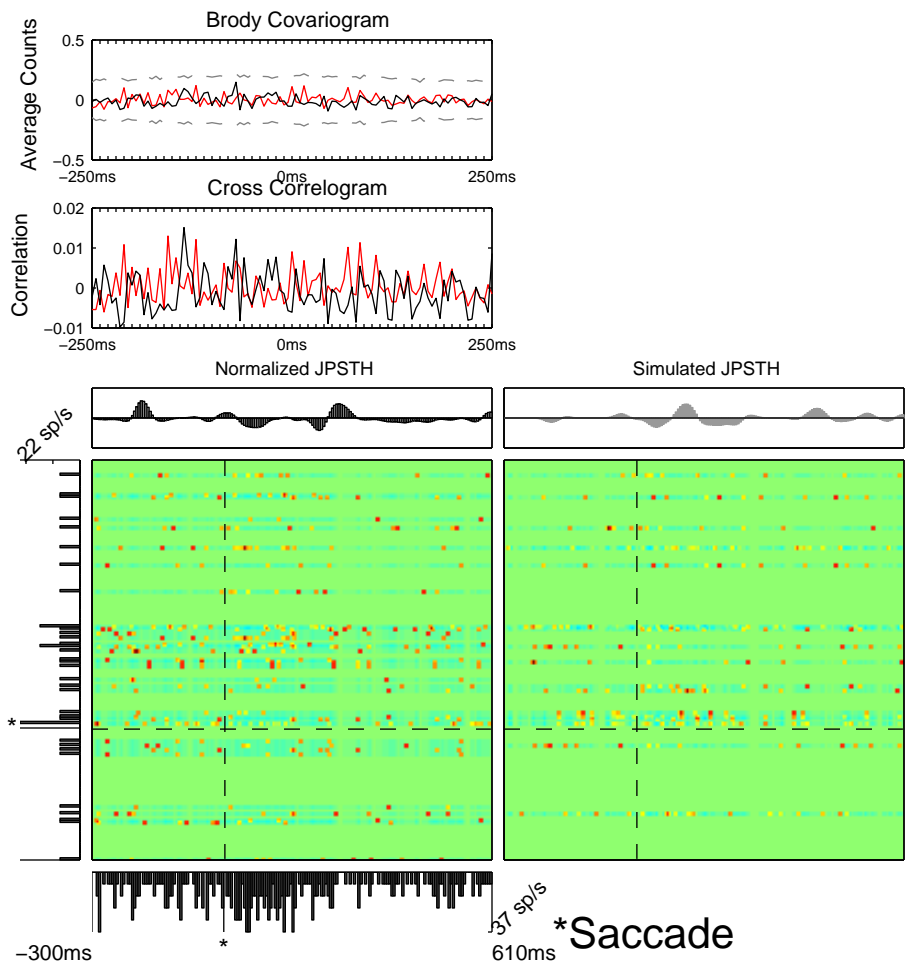 Brody Covariogram
Average Counts
0.5
0
−0.5
−250ms
250ms
0ms
Cross Correlogram
Correlation
0.02
0.01
0
−0.01
−250ms
0ms
250ms
Normalized JPSTH
Simulated JPSTH
22 sp/s
*
*
37 sp/s
*Saccade
−300ms
610ms